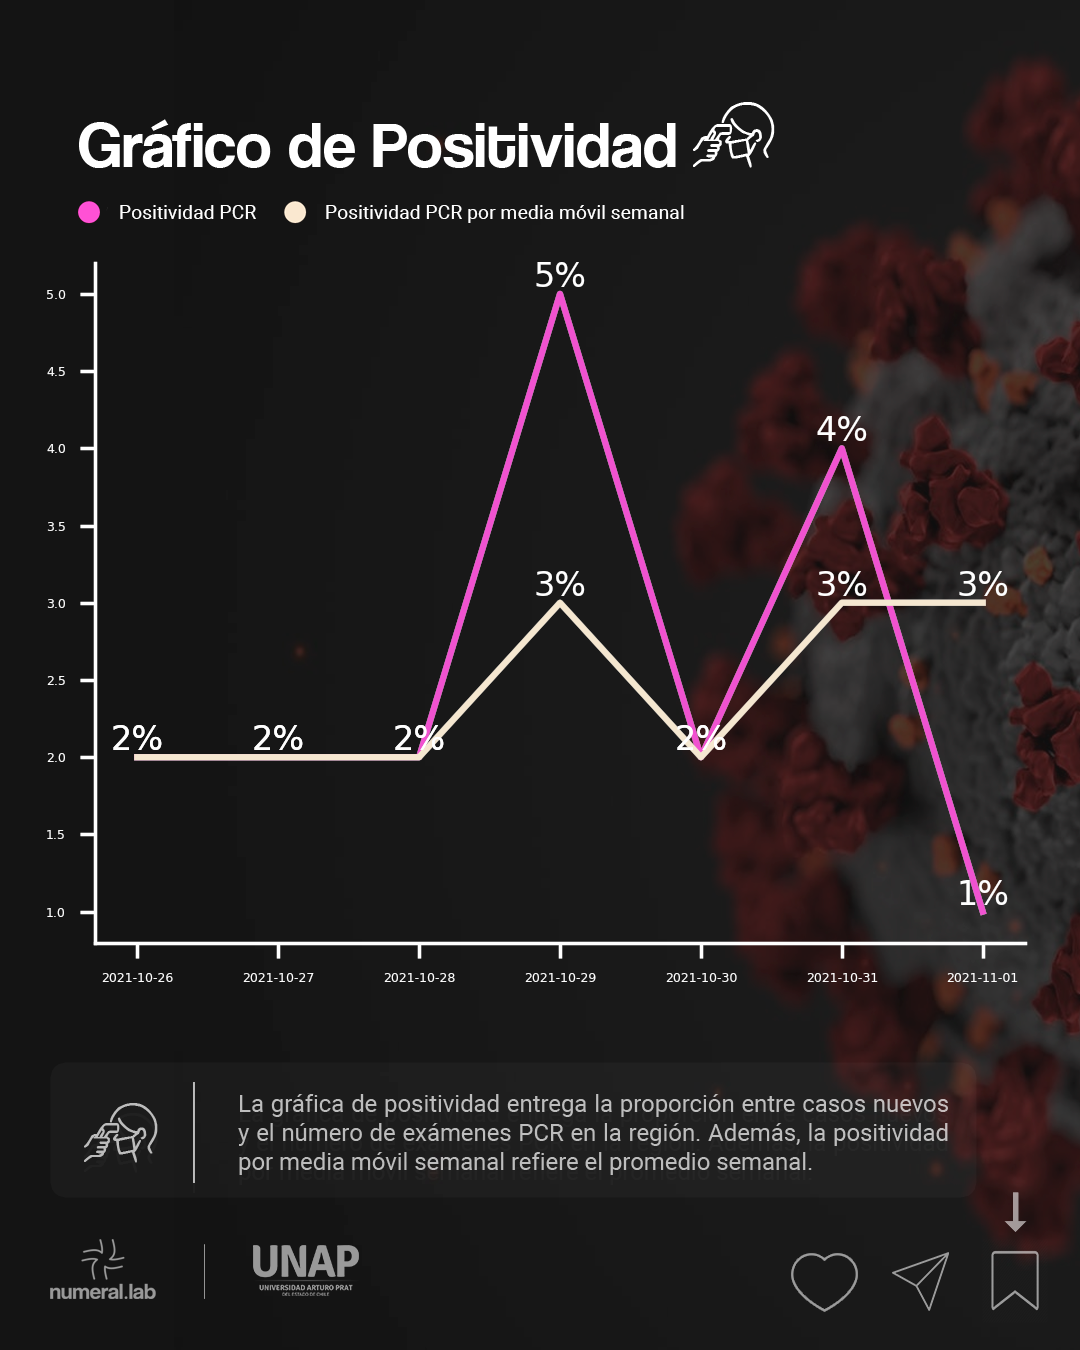 Gráfico de Positividad
Positividad PCR
Positividad PCR por media móvil semanal
5.0
4.5
4.0
3.5
3.0
2.5
2.0
1.5
1.0
5%
4%
3%
3%
3%
2%
2%
2%
2%
1%
2021-10-26
2021-10-27
2021-10-28
2021-10-29
2021-10-30
2021-10-31
2021-11-01
La gráfica de positividad entrega la proporción entre casos nuevos
y el número de exámenes PCR en la región. Además, la positividad
por media móvil semanal refiere el promedio semanal.
numeral.lab
UNAP
UNIVERSIDAD ARTURO PRAT
DEL ESTADO DE CHILE